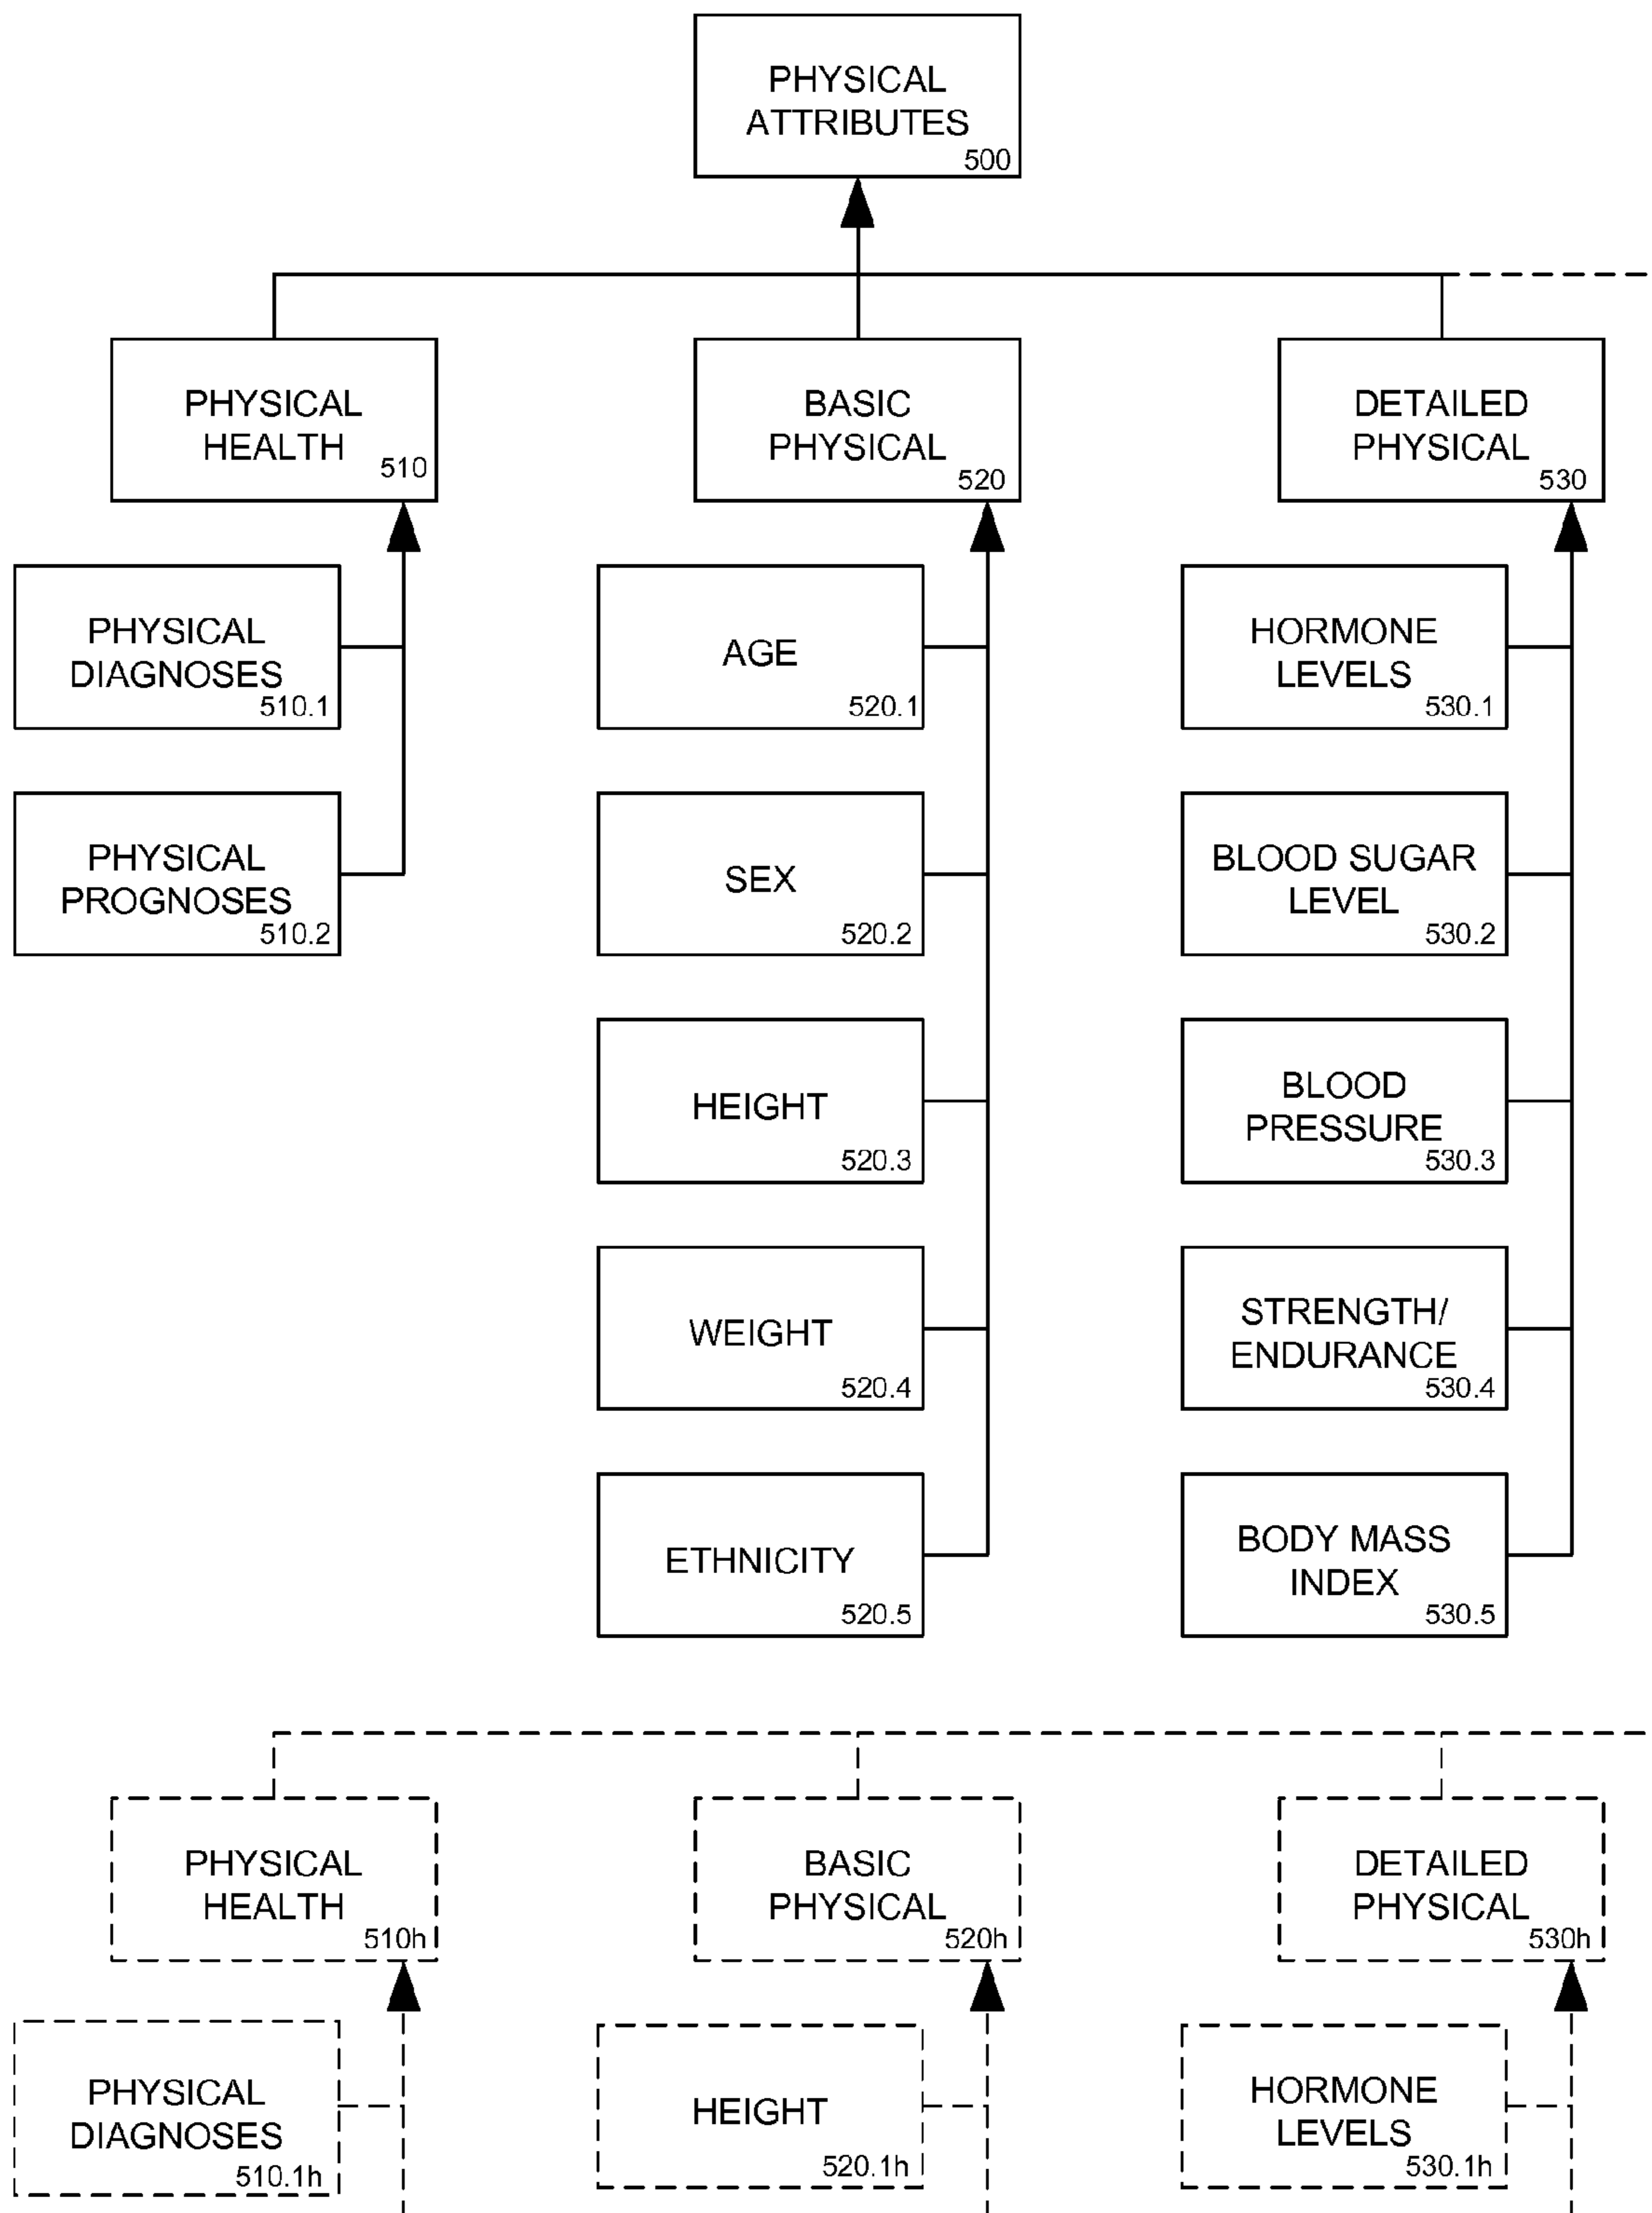 PHYSICAL
ATTRIBUTES
500
PHYSICAL
HEALTH
510
BASIC
PHYSICAL
520
DETAILED
PHYSICAL
530
PHYSICAL
DIAGNOSES
510.1
AGE
520.1
HORMONE
LEVELS
530.1
PHYSICAL
PROGNOSES
510.2
SEX
520.2
BLOOD SUGAR
LEVEL
530.2
HEIGHT
520.3
BLOOD
PRESSURE
530.3
WEIGHT
520.4
STRENGTH/
ENDURANCE
530.4
ETHNICITY
520.5
BODY MASS
INDEX
530.5
PHYSICAL
HEALTH
510h
BASIC
PHYSICAL
520h
DETAILED
PHYSICAL
530h
PHYSICAL
DIAGNOSES
510.1h
HEIGHT
520.1h
HORMONE
LEVELS
530.1h